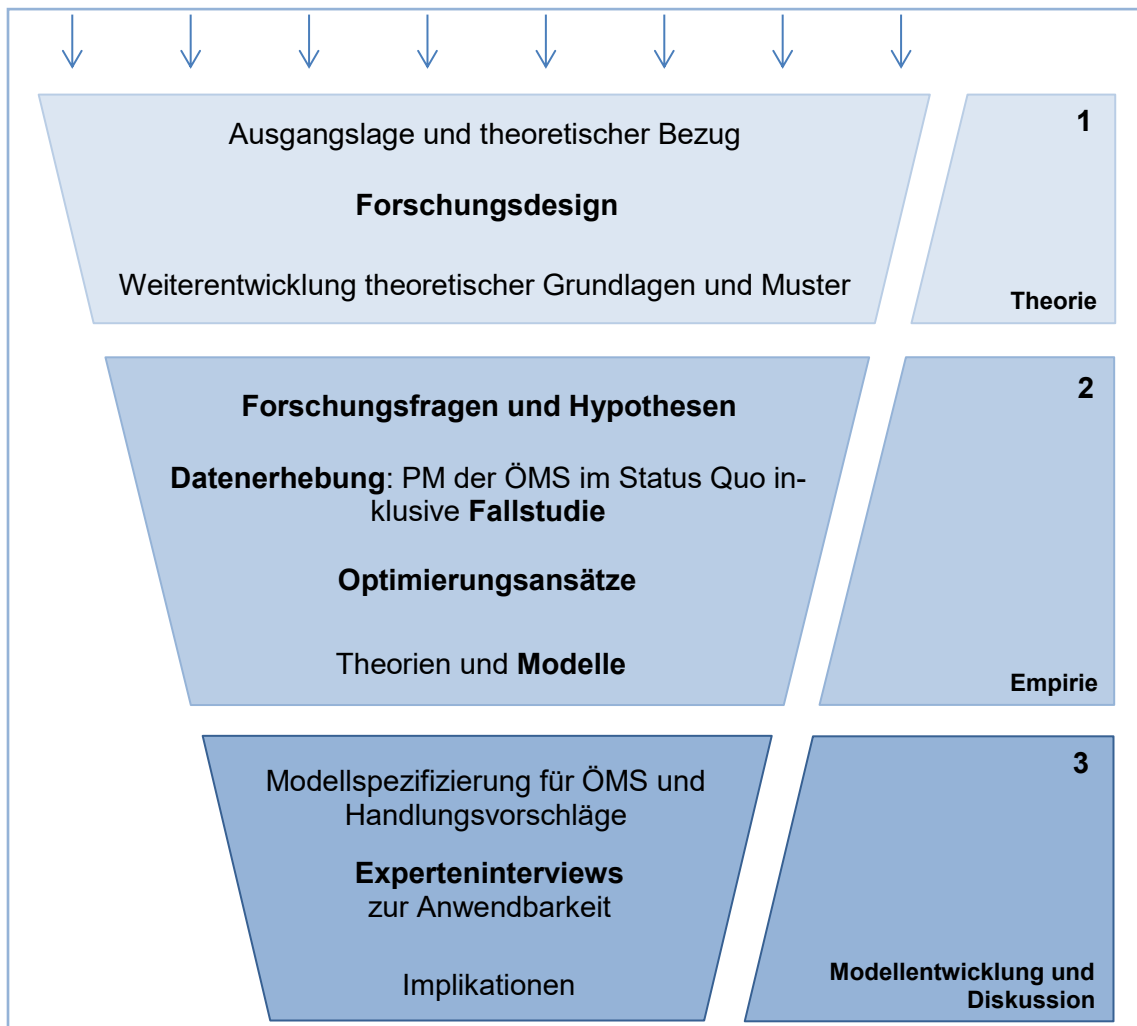 Ausgangslage und theoretischer Bezug
Forschungsdesign
Weiterentwicklung theoretischer Grundlagen und Muster
1
Theorie
Forschungsfragen und Hypothesen
Datenerhebung: PM der ÖMS im Status Quo in-
klusive Fallstudie
Optimierungsansätze
Theorien und Modelle
2
Empirie
Modellspezifizierung für ÖMS und
Handlungsvorschläge
Experteninterviews
zur Anwendbarkeit
Implikationen
3
Modellentwicklung und
Diskussion